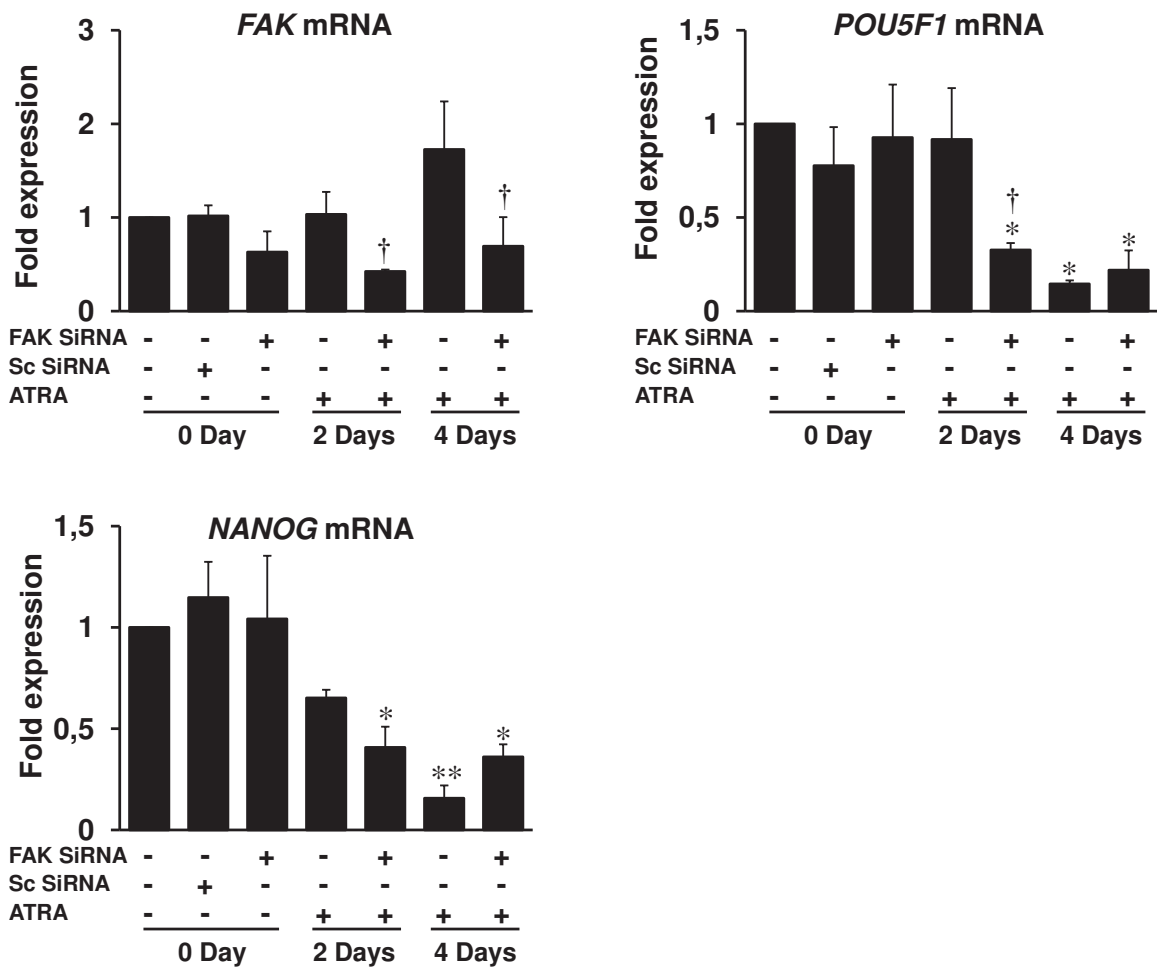 FAK mRNA
3
2
1
0
Fold expression
†
†
FAK SiRNA - - + - + - +
Sc SiRNA - + - - - - -
ATRA - - - + + + +
0 Day 2 Days 4 Days
POU5F1 mRNA
1,5
1
0,5
0
Fold expression
†
*
*
*
FAK SiRNA - - + - + - +
Sc SiRNA - + - - - - -
ATRA - - - + + + +
0 Day 2 Days 4 Days
NANOG mRNA
1,5
1
0,5
0
Fold expression
*
**
*
FAK SiRNA - - + - + - +
Sc SiRNA - + - - - - -
ATRA - - - + + + +
0 Day 2 Days 4 Days